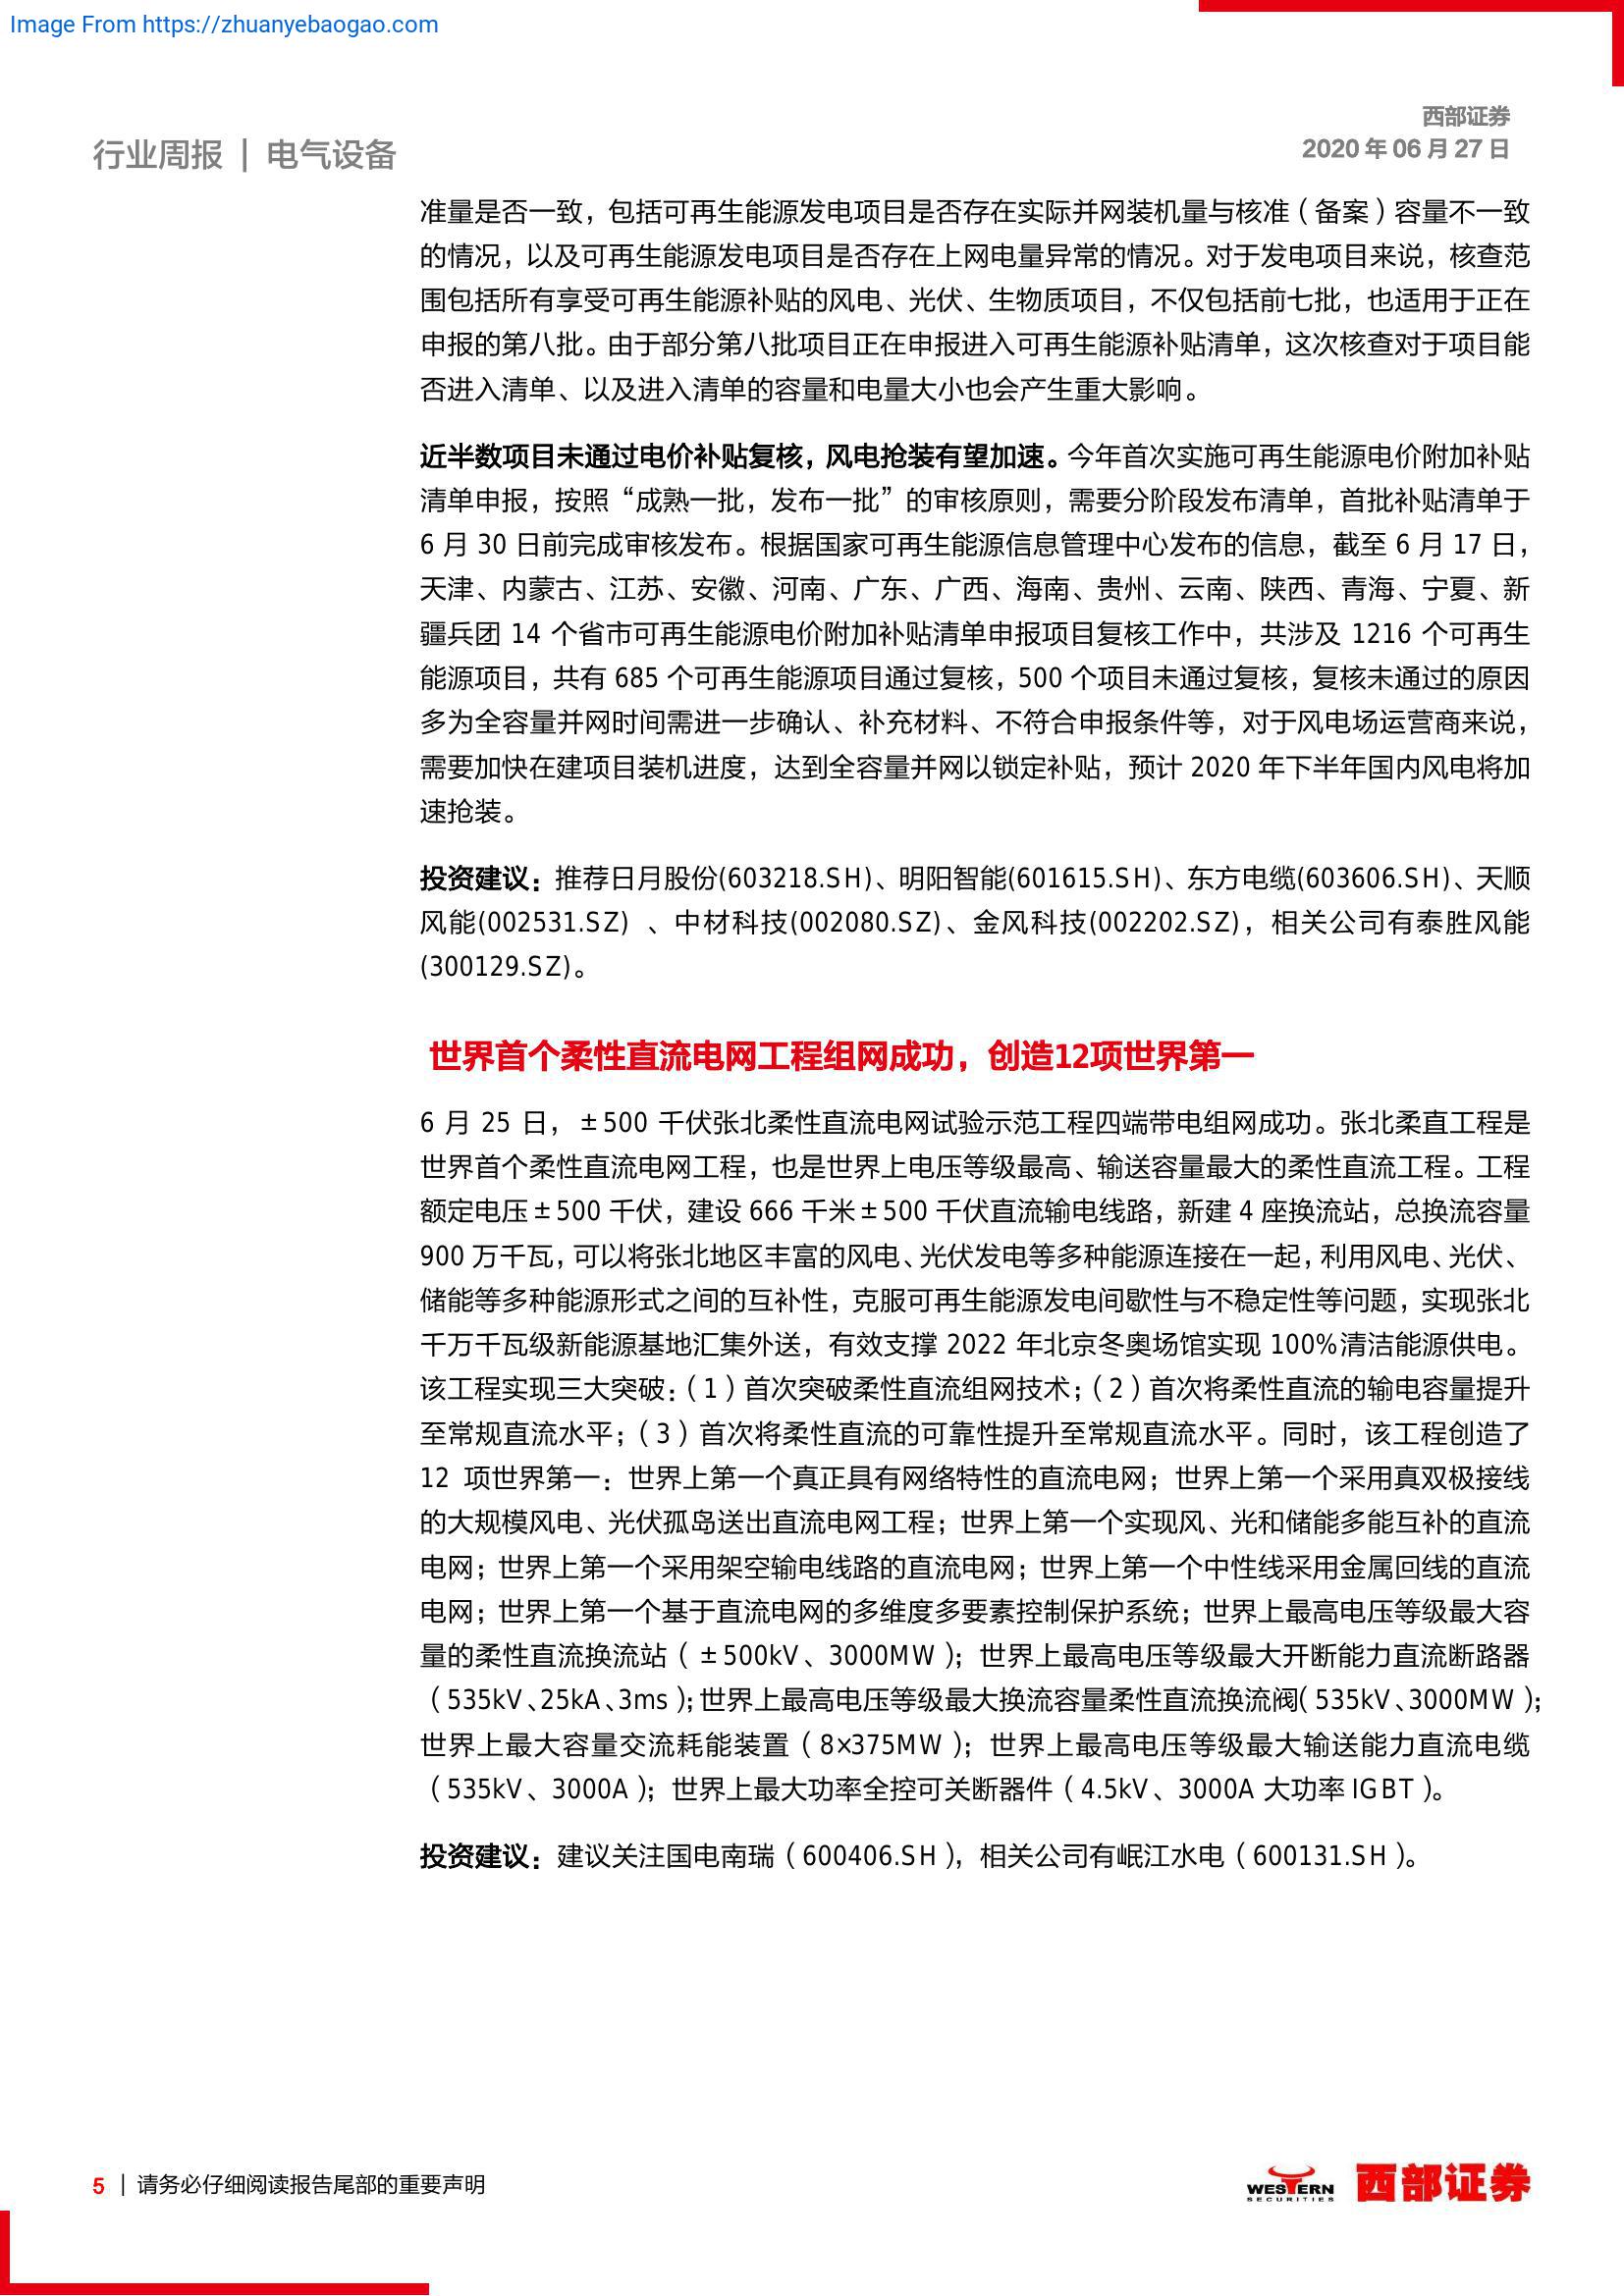 Image From https://zhuanyebaogao.com
西部证券
2020 年 06 月 27 日
行业周报 | 电气设备
准量是否一致，包括可再生能源发电项目是否存在实际并网装机量与核准（备案）容量不一致
的情况，以及可再生能源发电项目是否存在上网电量异常的情况。对于发电项目来说，核查范
围包括所有享受可再生能源补贴的风电、光伏、生物质项目，不仅包括前七批，也适用于正在
申报的第八批。由于部分第八批项目正在申报进入可再生能源补贴清单，这次核查对于项目能
否进入清单、以及进入清单的容量和电量大小也会产生重大影响。
近半数项目未通过电价补贴复核，风电抢装有望加速。今年首次实施可再生能源电价附加补贴
清单申报，按照“成熟一批，发布一批”的审核原则，需要分阶段发布清单，首批补贴清单于
6 月 30 日前完成审核发布。根据国家可再生能源信息管理中心发布的信息，截至 6 月 17 日，
天津、内蒙古、江苏、安徽、河南、广东、广西、海南、贵州、云南、陕西、青海、宁夏、新
疆兵团 14 个省市可再生能源电价附加补贴清单申报项目复核工作中，共涉及 1216 个可再生
能源项目，共有 685 个可再生能源项目通过复核，500 个项目未通过复核，复核未通过的原因
多为全容量并网时间需进一步确认、补充材料、不符合申报条件等，对于风电场运营商来说，
需要加快在建项目装机进度，达到全容量并网以锁定补贴，预计 2020 年下半年国内风电将加
速抢装。
投资建议：推荐日月股份(603218.SH)、明阳智能(601615.SH)、东方电缆(603606.SH)、天顺
风能(002531.SZ) 、中材科技(002080.SZ)、金风科技(002202.SZ)，相关公司有泰胜风能
(300129.SZ)。
世界首个柔性直流电网工程组网成功，创造12项世界第一
6 月 25 日，±500 千伏张北柔性直流电网试验示范工程四端带电组网成功。张北柔直工程是
世界首个柔性直流电网工程，也是世界上电压等级最高、输送容量最大的柔性直流工程。工程
额定电压±500 千伏，建设 666 千米±500 千伏直流输电线路，新建 4 座换流站，总换流容量
900 万千瓦，可以将张北地区丰富的风电、光伏发电等多种能源连接在一起，利用风电、光伏、
储能等多种能源形式之间的互补性，克服可再生能源发电间歇性与不稳定性等问题，实现张北
千万千瓦级新能源基地汇集外送，有效支撑 2022 年北京冬奥场馆实现 100%清洁能源供电。
该工程实现三大突破：（1）首次突破柔性直流组网技术；（2）首次将柔性直流的输电容量提升
至常规直流水平；（3）首次将柔性直流的可靠性提升至常规直流水平。同时，该工程创造了
12 项世界第一：世界上第一个真正具有网络特性的直流电网；世界上第一个采用真双极接线
的大规模风电、光伏孤岛送出直流电网工程；世界上第一个实现风、光和储能多能互补的直流
电网；世界上第一个采用架空输电线路的直流电网；世界上第一个中性线采用金属回线的直流
电网；世界上第一个基于直流电网的多维度多要素控制保护系统；世界上最高电压等级最大容
量的柔性直流换流站（±500kV、3000MW）；世界上最高电压等级最大开断能力直流断路器
（535kV、25kA、3ms）；世界上最高电压等级最大换流容量柔性直流换流阀（535kV、3000MW）；
世界上最大容量交流耗能装置（8×375MW）；世界上最高电压等级最大输送能力直流电缆
（535kV、3000A）；世界上最大功率全控可关断器件（4.5kV、3000A 大功率 IGBT）。
投资建议：建议关注国电南瑞（600406.SH），相关公司有岷江水电（600131.SH）。
5 | 请务必仔细阅读报告尾部的重要声明
WESTERN
SECURITIES
西部证券